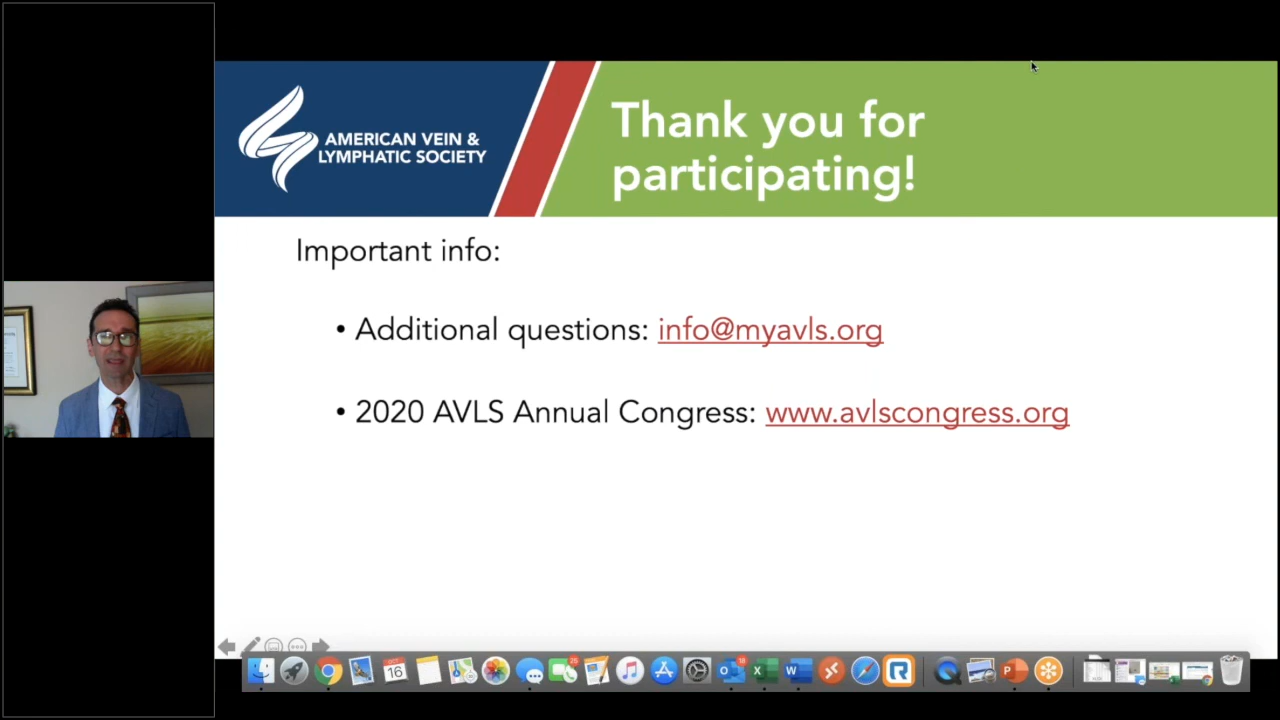 AMERICAN VEIN &
LYMPHATIC SOCIETY
Thank you for
participating!
Important info:
• Additional questions: info@myavls.org
• 2020 AVLS Annual Congress: www.avlscongress.org
16